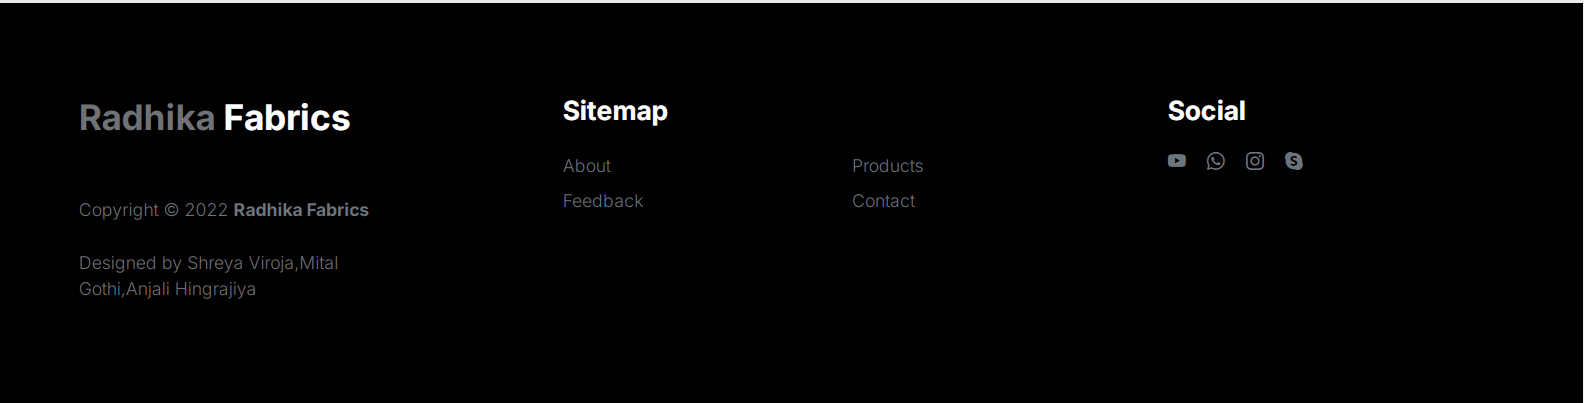 Radhika Fabrics
Copyright © 2022 Radhika Fabrics
Designed by Shreya Viroja,Mital
Gothi,Anjali Hingrajiya
Sitemap
About
Feedback
Products
Contact
Social